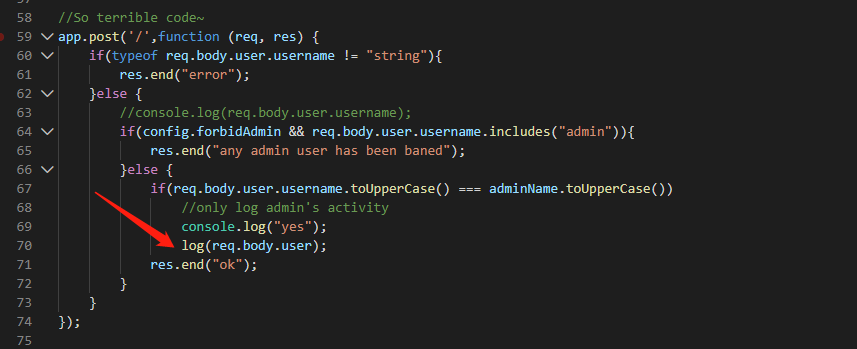 58 //So terrible code~
59 app.post('/',function (req, res) {
60     if(typeof req.body.user.username != "string"){
61         res.end("error");
62     }else {
63         //console.log(req.body.user.username);
64         if(config.forbidAdmin && req.body.user.username.includes("admin")){
65             res.end("any admin user has been baned");
66         }else {
67             if(req.body.user.username.toUpperCase() === adminName.toUpperCase())
68                 //only log admin's activity
69                 console.log("yes");
70                 log(req.body.user);
71             res.end("ok");
72         }
73     }
74 });
75